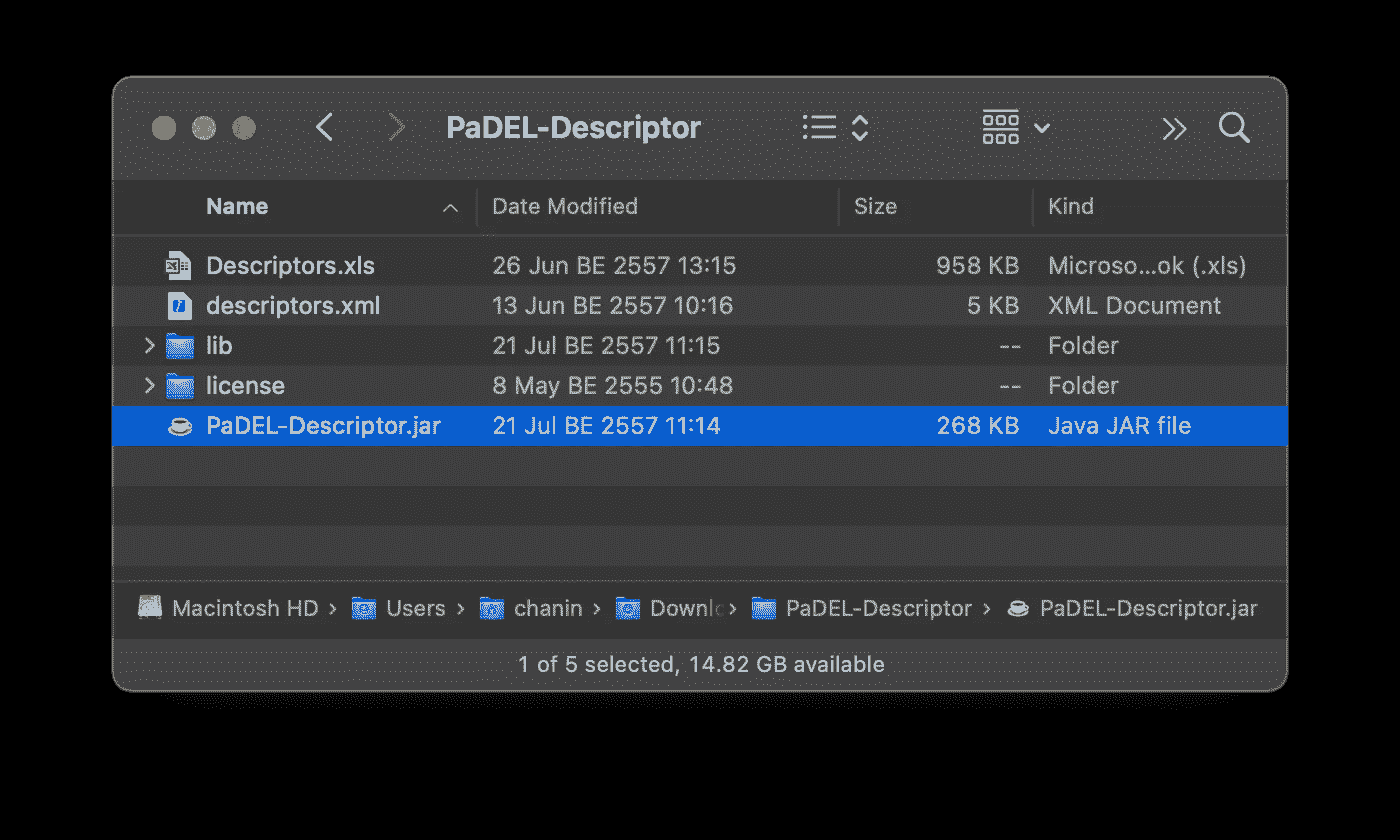 PaDEL-Descriptor
Name Date Modified Size Kind
Descriptors.xls 26 Jun BE 2557 13:15 958 KB Microso...ok (.xls)
descriptors.xml 13 Jun BE 2557 10:16 5 KB XML Document
lib 21 Jul BE 2557 11:15 -- Folder
license 8 May BE 2555 10:48 -- Folder
PaDEL-Descriptor.jar 21 Jul BE 2557 11:14 268 KB Java JAR file
Macintosh HD › Users › chanin › Downlo › PaDEL-Descriptor › PaDEL-Descriptor.jar
1 of 5 selected, 14.82 GB available